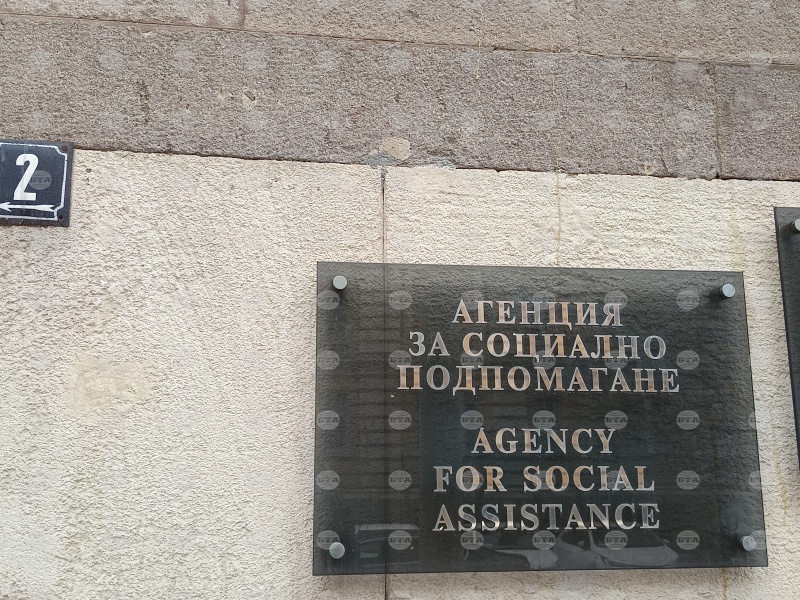 2
АГЕНЦИЯ
ЗА СОЦИАЛНО
ПОДПОМАГАНЕ
AGENCY
FOR SOCIAL
ASSISTANCE